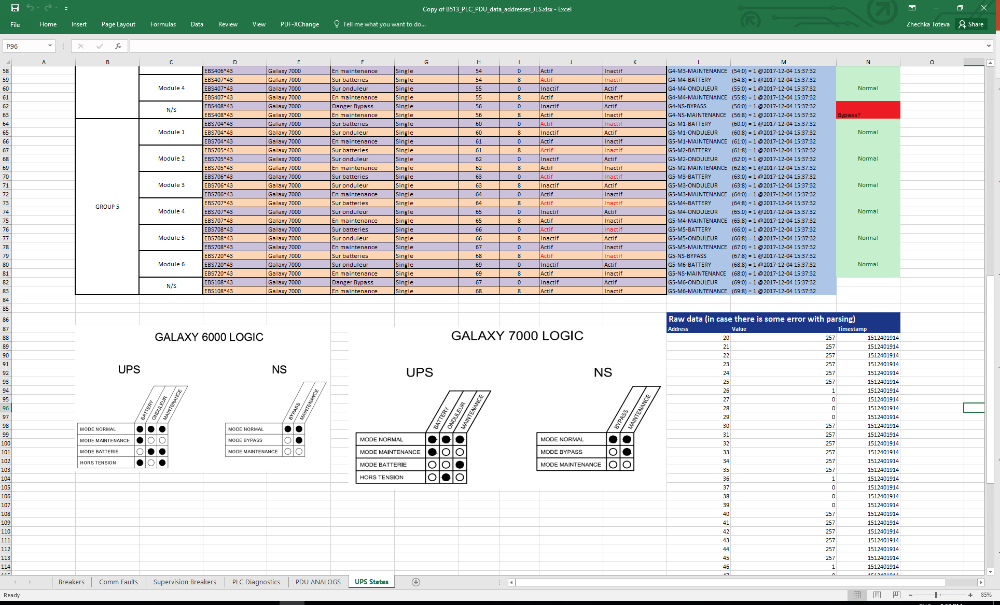 Copy of B513_PLC_PDU_data_addresses_JLS.xlsx - Excel
File Home Insert Page Layout Formulas Data Review View PDF-XChange Tell me what you want to do... Zhechka Toteva Share
P96 fx
A B C D E F G H I J K L M N O
58 EBS406*43 Galaxy 7000 En maintenance Single 54 0 Actif Inactif G4-M3-MAINTENANCE (54:0) = 1 @2017-12-04 15:37:32
59 EBS407*43 Galaxy 7000 Sur batteries Single 54 8 Actif Inactif G4-M4-BATTERY (54:8) = 1 @2017-12-04 15:37:32
60 Module 4 EBS407*43 Galaxy 7000 Sur onduleur Single 55 0 Inactif Actif G4-M4-ONDULEUR (55:0) = 1 @2017-12-04 15:37:32 Normal
61 EBS407*43 Galaxy 7000 En maintenance Single 55 8 Actif Inactif G4-M4-MAINTENANCE (55:8) = 1 @2017-12-04 15:37:32
62 N/S EBS408*43 Galaxy 7000 Danger Bypass Single 56 0 Inactif Actif G4-NS-BYPASS (56:0) = 1 @2017-12-04 15:37:32
63 EBS408*43 Galaxy 7000 En maintenance Single 56 8 Actif Inactif G4-NS-MAINTENANCE (56:8) = 1 @2017-12-04 15:37:32 Bypass?
64 EBS704*43 Galaxy 7000 Sur batteries Single 60 0 Actif Inactif G5-M1-BATTERY (60:0) = 1 @2017-12-04 15:37:32
65 Module 1 EBS704*43 Galaxy 7000 Sur onduleur Single 60 8 Inactif Actif G5-M1-ONDULEUR (60:8) = 1 @2017-12-04 15:37:32 Normal
66 EBS704*43 Galaxy 7000 En maintenance Single 61 0 Actif Inactif G5-M1-MAINTENANCE (61:0) = 1 @2017-12-04 15:37:32
67 EBS705*43 Galaxy 7000 Sur batteries Single 61 8 Actif Inactif G5-M2-BATTERY (61:8) = 1 @2017-12-04 15:37:32
68 Module 2 EBS705*43 Galaxy 7000 Sur onduleur Single 62 0 Inactif Actif G5-M2-ONDULEUR (62:0) = 1 @2017-12-04 15:37:32 Normal
69 EBS705*43 Galaxy 7000 En maintenance Single 62 8 Actif Inactif G5-M2-MAINTENANCE (62:8) = 1 @2017-12-04 15:37:32
70 EBS706*43 Galaxy 7000 Sur batteries Single 63 0 Actif Inactif G5-M3-BATTERY (63:0) = 1 @2017-12-04 15:37:32
71 Module 3 EBS706*43 Galaxy 7000 Sur onduleur Single 63 8 Inactif Actif G5-M3-ONDULEUR (63:8) = 1 @2017-12-04 15:37:32 Normal
72 EBS706*43 Galaxy 7000 En maintenance Single 64 0 Actif Inactif G5-M3-MAINTENANCE (64:0) = 1 @2017-12-04 15:37:32
73 GROUP 5 EBS707*43 Galaxy 7000 Sur batteries Single 64 8 Actif Inactif G5-M4-BATTERY (64:8) = 1 @2017-12-04 15:37:32
74 Module 4 EBS707*43 Galaxy 7000 Sur onduleur Single 65 0 Inactif Actif G5-M4-ONDULEUR (65:0) = 1 @2017-12-04 15:37:32 Normal
75 EBS707*43 Galaxy 7000 En maintenance Single 65 8 Actif Inactif G5-M4-MAINTENANCE (65:8) = 1 @2017-12-04 15:37:32
76 EBS708*43 Galaxy 7000 Sur batteries Single 66 0 Actif Inactif G5-M5-BATTERY (66:0) = 1 @2017-12-04 15:37:32
77 Module 5 EBS708*43 Galaxy 7000 Sur onduleur Single 66 8 Inactif Actif G5-M5-ONDULEUR (66:8) = 1 @2017-12-04 15:37:32 Normal
78 EBS708*43 Galaxy 7000 En maintenance Single 67 0 Actif Inactif G5-M5-MAINTENANCE (67:0) = 1 @2017-12-04 15:37:32
79 EBS720*43 Galaxy 7000 Sur batteries Single 68 8 Actif Inactif G5-NS-BYPASS (67:8) = 1 @2017-12-04 15:37:32
80 Module 6 EBS720*43 Galaxy 7000 Sur onduleur Single 69 0 Inactif Actif G5-M6-BATTERY (68:8) = 1 @2017-12-04 15:37:32 Normal
81 EBS720*43 Galaxy 7000 En maintenance Single 69 8 Actif Inactif G5-NS-MAINTENANCE (68:0) = 1 @2017-12-04 15:37:32
82 N/S EBS108*43 Galaxy 7000 Danger Bypass Single 67 0 Inactif Actif G5-M6-ONDULEUR (69:0) = 1 @2017-12-04 15:37:32
83 EBS108*43 Galaxy 7000 En maintenance Single 68 8 Actif Inactif G5-M6-MAINTENANCE (69:8) = 1 @2017-12-04 15:37:32
84
85
86 Raw data (in case there is some error with parsing)
87 Address Value Timestamp
88 20 257 1512401914
89 21 257 1512401914
90 22 257 1512401914
91 23 257 1512401914
92 24 257 1512401914
93 25 257 1512401914
94 26 1 1512401914
95 27 0 1512401914
96 28 0 1512401914
97 29 0 1512401914
98 30 257 1512401914
99 31 257 1512401914
100 32 257 1512401914
101 33 257 1512401914
102 34 257 1512401914
103 35 257 1512401914
104 36 1 1512401914
105 37 0 1512401914
106 38 0 1512401914
107 39 0 1512401914
108 40 257 1512401914
109 41 257 1512401914
110 42 257 1512401914
111 43 257 1512401914
112 44 257 1512401914
113 45 257 1512401914
114 46 1 1512401914
GALAXY 6000 LOGIC
UPS
BATTERY ONDULEUR MAINTENANCE
MODE NORMAL
MODE MAINTENANCE
MODE BATTERIE
HORS TENSION
NS
BYPASS MAINTENANCE
MODE NORMAL
MODE BYPASS
MODE MAINTENANCE
GALAXY 7000 LOGIC
UPS
BATTERY ONDULEUR MAINTENANCE
MODE NORMAL
MODE MAINTENANCE
MODE BATTERIE
HORS TENSION
NS
BYPASS MAINTENANCE
MODE NORMAL
MODE BYPASS
MODE MAINTENANCE
Breakers Comm Faults Supervision Breakers PLC Diagnostics PDU ANALOGS UPS States
Ready 85%